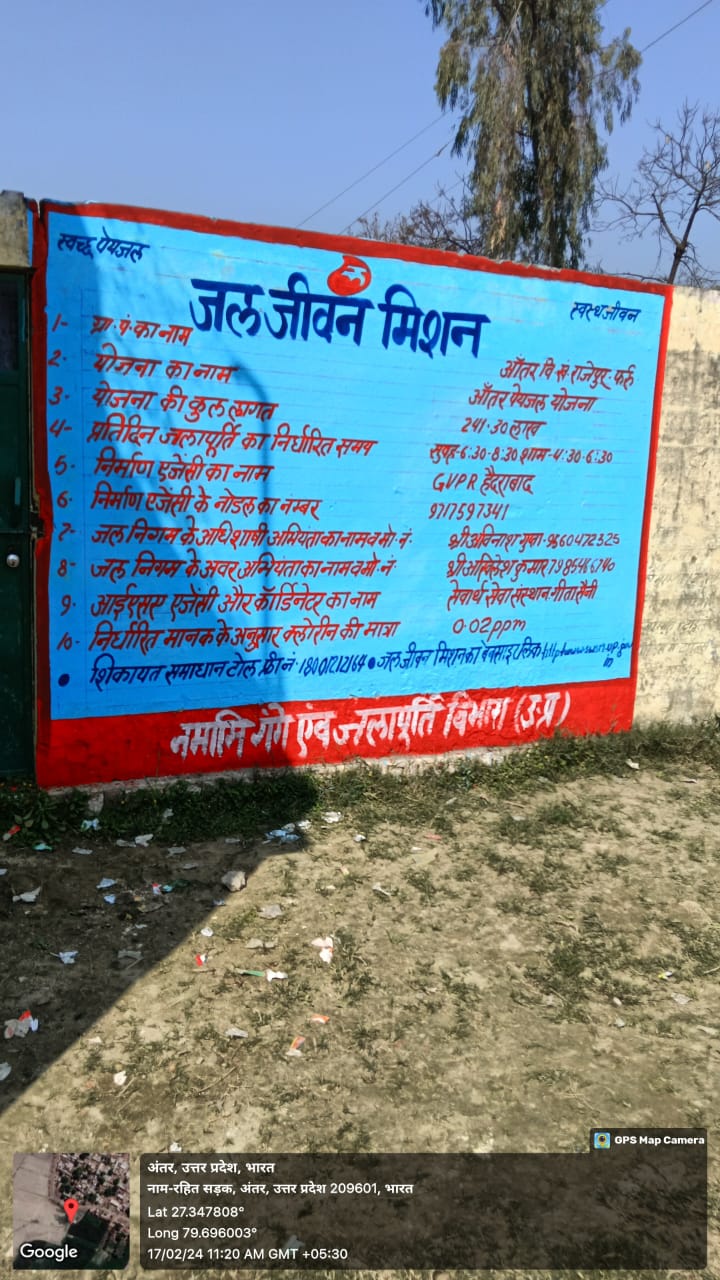 स्वच्छ पेयजल
स्वस्थ जीवन
जल जीवन मिशन
1- ग्रा.पं.का नाम आँतर वि.खं.राजेपुर. फर्रु
2- योजना का नाम आँतर पेयजल योजना
3- योजना की कुल लागत 241.30 लाख
4- प्रतिदिन जलापूर्ति का निर्धारित समय सुबह-6:30-8:30 शाम-4:30-6:30
5. निर्माण एजेंसी का नाम GVPR हैदराबाद
6. निर्माण एजेंसी के नोडल का नम्बर 9717597341
7- जल निगम के अधिशाषी अभियंता का नाम व मो. नं. श्री अविनाश गुप्ता-9660472325
8- जल निगम के अवर अभियंता का नाम व मो. नं श्री अखिलेश कुमार 7985446740
9. आईएसए एजेंसी और कॉर्डिनेटर का नाम सेवार्थ सेवा संस्थान-गीता सैनी
10- निर्धारित मानक के अनुसार क्लोरीन की मात्रा 0.02ppm
• शिकायत समाधान टोल फ्री नं. 18001212164 • जल जीवन मिशन का वेबसाइट लिंक
नमामि गंगे एंव जलापूर्ति विभाग (उ.प्र)
GPS Map Camera
अंतर, उत्तर प्रदेश, भारत
नाम-रहित सड़क, अंतर, उत्तर प्रदेश 209601, भारत
Lat 27.347808°
Long 79.696003°
17/02/24 11:20 AM GMT +05:30
Google